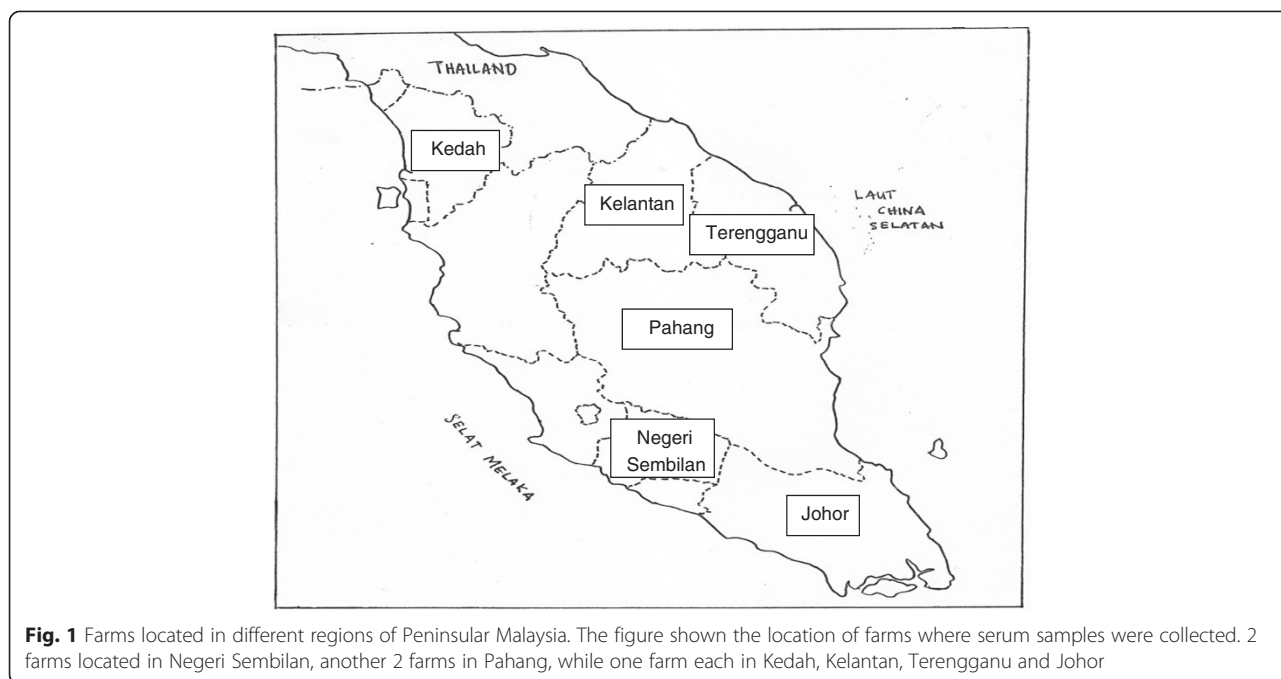 THAILAND
Kedah
Kelantan
Terengganu
LAUT
CHINA
SELATAN
Pahang
SELAT MELAKA
Negeri
Sembilan
Johor
Fig. 1 Farms located in different regions of Peninsular Malaysia. The figure shown the location of farms where serum samples were collected. 2
farms located in Negeri Sembilan, another 2 farms in Pahang, while one farm each in Kedah, Kelantan, Terengganu and Johor